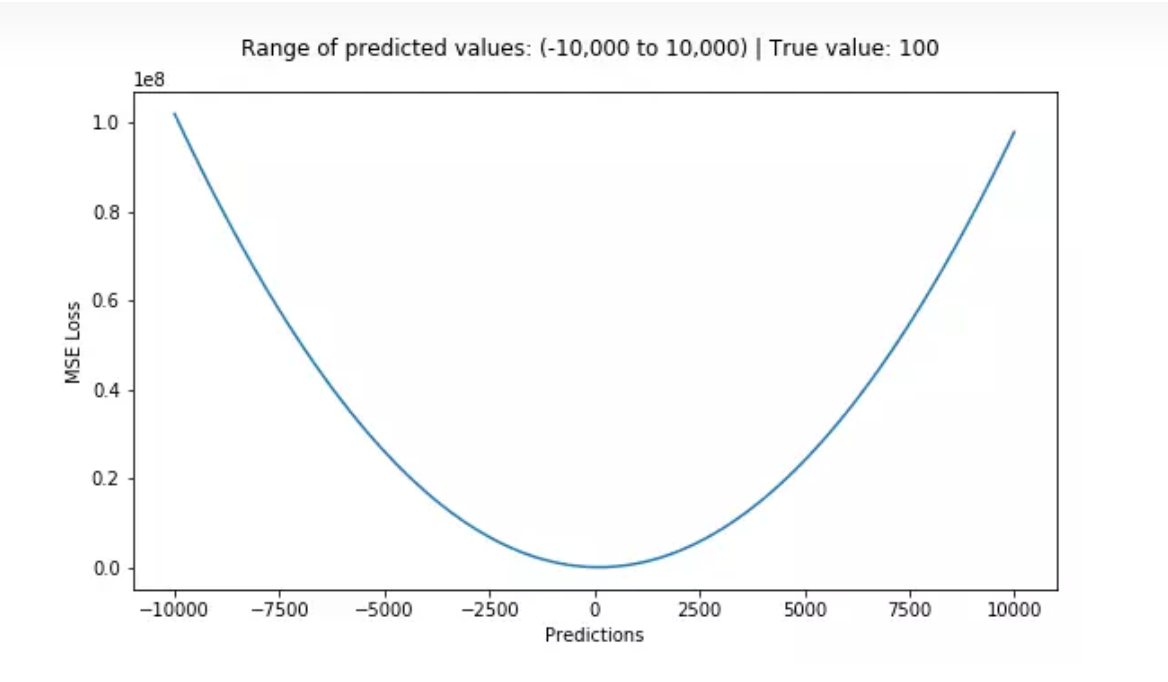 Range of predicted values: (-10,000 to 10,000) | True value: 100
1e8
1.0
0.8
0.6
0.4
0.2
0.0
MSE Loss
−10000 −7500 −5000 −2500 0 2500 5000 7500 10000
Predictions